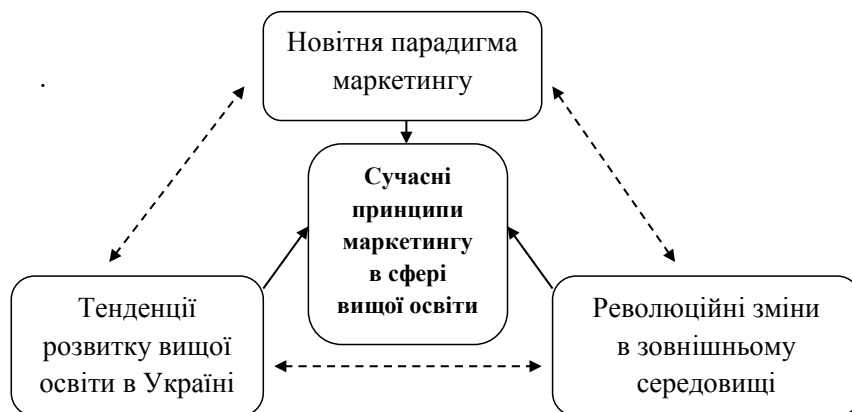 Новітня парадигма
маркетингу
.
Сучасні
принципи
маркетингу
в сфері
вищої освіти
Тенденції
розвитку вищої
освіти в Україні
Революційні зміни
в зовнішньому
середовищі